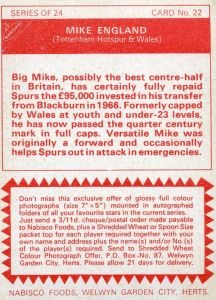 SERIES OF 24 CARD No. 22
MIKE ENGLAND
(Tottenham Hotspur & Wales)
Big Mike, possibly the best centre-half
in Britain, has certainly fully repaid
Spurs the £95,000 invested in his transfer
from Blackburn in 1966. Formerly capped
by Wales at youth and under-23 levels,
he has now passed the quarter century
mark in full caps. Versatile Mike was
originally a forward and occasionally
helps Spurs out in attack in emergencies.
Don't miss this exclusive offer of glossy full colour
photographs (size 7"×5") mounted in autographed
folders of all your favourite stars in the current series.
Just send a 3/11d. cheque/postal order made payable
to Nabisco Foods, plus a Shredded Wheat or Spoon Size
packet top for each player required together with your
own name and address plus the name(s) and/or No.(s)
of the player(s) required. Send to Shredded Wheat
Colour Photograph Offer, P.O. Box No. 87, Welwyn
Garden City, Herts. Please allow 21 days for delivery.
NABISCO FOODS, WELWYN GARDEN CITY, HERTS.